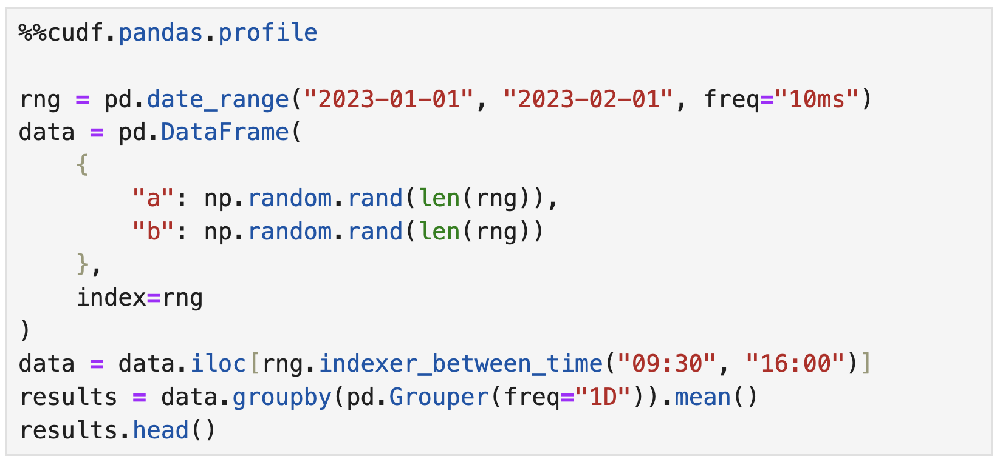 %%cudf.pandas.profile
rng = pd.date_range("2023-01-01", "2023-02-01", freq="10ms")
data = pd.DataFrame(
    {
        "a": np.random.rand(len(rng)),
        "b": np.random.rand(len(rng))
    },
    index=rng
)
data = data.iloc[rng.indexer_between_time("09:30", "16:00")]
results = data.groupby(pd.Grouper(freq="1D")).mean()
results.head()